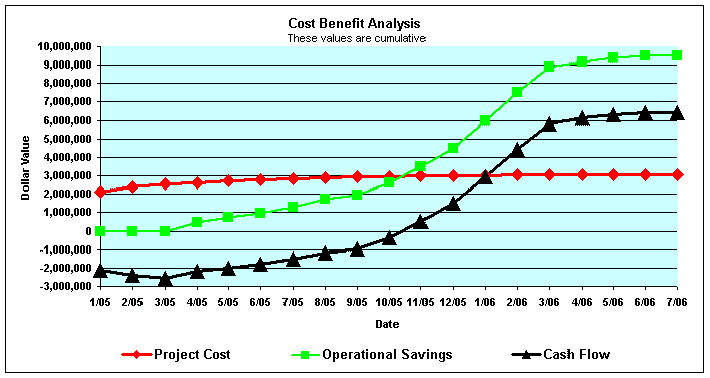 Cost Benefit Analysis
These values are cumulative
10,000,000
9,000,000
8,000,000
7,000,000
6,000,000
5,000,000
4,000,000
3,000,000
2,000,000
1,000,000
0
-1,000,000
-2,000,000
-3,000,000
Dollar Value
1/05 2/05 3/05 4/05 5/05 6/05 7/05 8/05 9/05 10/05 11/05 12/05 1/06 2/06 3/06 4/06 5/06 6/06 7/06
Date
Project Cost Operational Savings Cash Flow